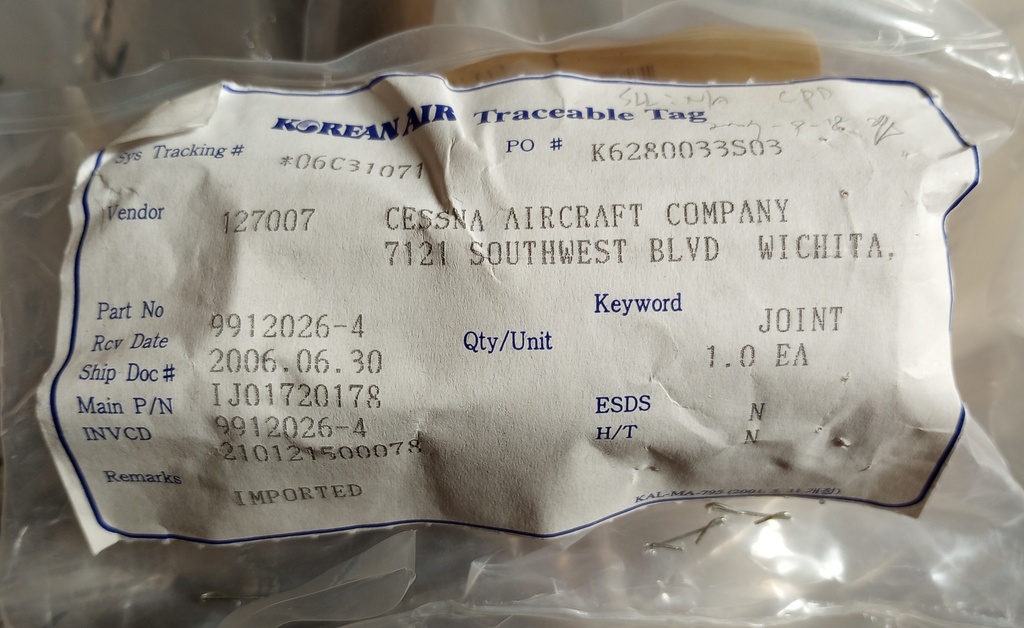 KOREAN AIR Traceable Tag
Sys Tracking # *06C31071 PO # K6280033S03
Vendor 127007 CESSNA AIRCRAFT COMPANY
7121 SOUTHWEST BLVD WICHITA,
Part No 9912026-4 Keyword JOINT
Rcv Date 2006.06.30 Qty/Unit 1.0 EA
Ship Doc# IJ01720178
Main P/N 9912026-4 ESDS N
INVCD 210121500078 H/T N
Remarks IMPORTED
KAL-MA-795